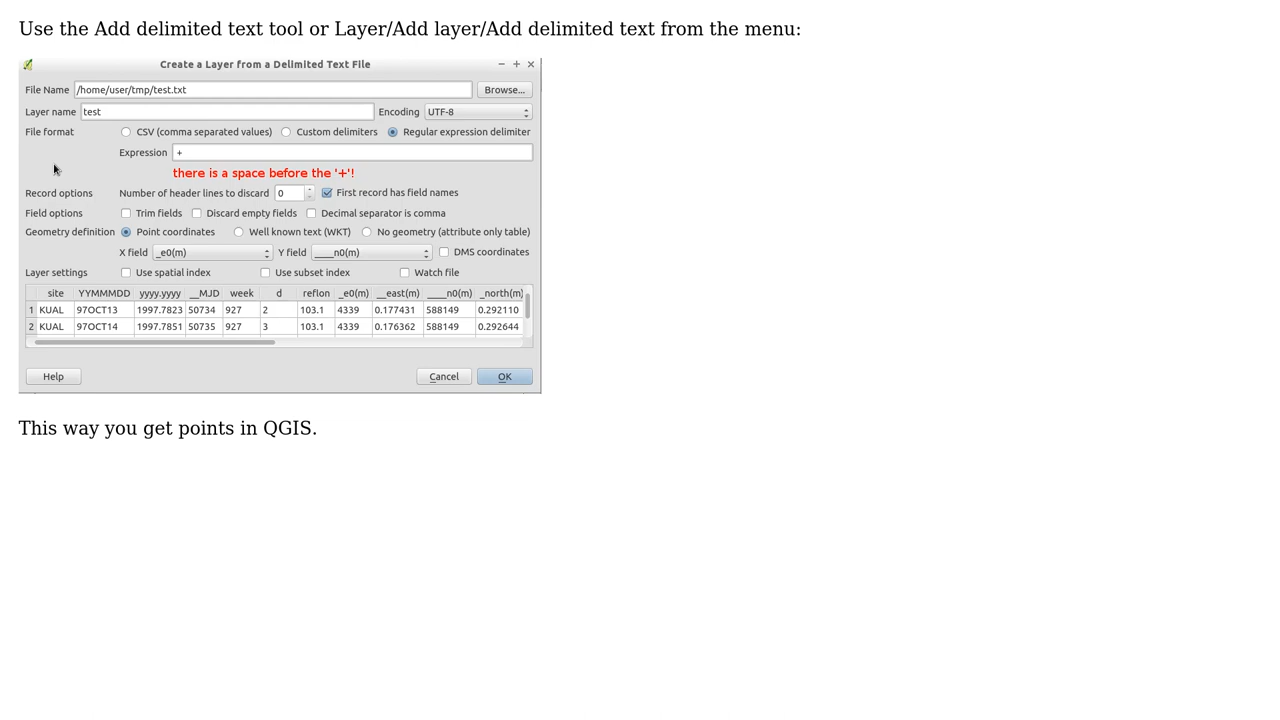 Use the Add delimited text tool or Layer/Add layer/Add delimited text from the menu:
Create a Layer from a Delimited Text File
File Name /home/user/tmp/test.txt Browse...
Layer name test Encoding UTF-8
File format CSV (comma separated values) Custom delimiters Regular expression delimiter
Expression +
there is a space before the '+'!
Record options Number of header lines to discard 0 First record has field names
Field options Trim fields Discard empty fields Decimal separator is comma
Geometry definition Point coordinates Well known text (WKT) No geometry (attribute only table)
X field _e0(m) Y field ____n0(m) DMS coordinates
Layer settings Use spatial index Use subset index Watch file
site YYMMMDD yyyy.yyyy __MJD week d reflon _e0(m) __east(m) ____n0(m) _north(m)
1 KUAL 97OCT13 1997.7823 50734 927 2 103.1 4339 0.177431 588149 0.292110
2 KUAL 97OCT14 1997.7851 50735 927 3 103.1 4339 0.176362 588149 0.292644
Help Cancel OK
This way you get points in QGIS.